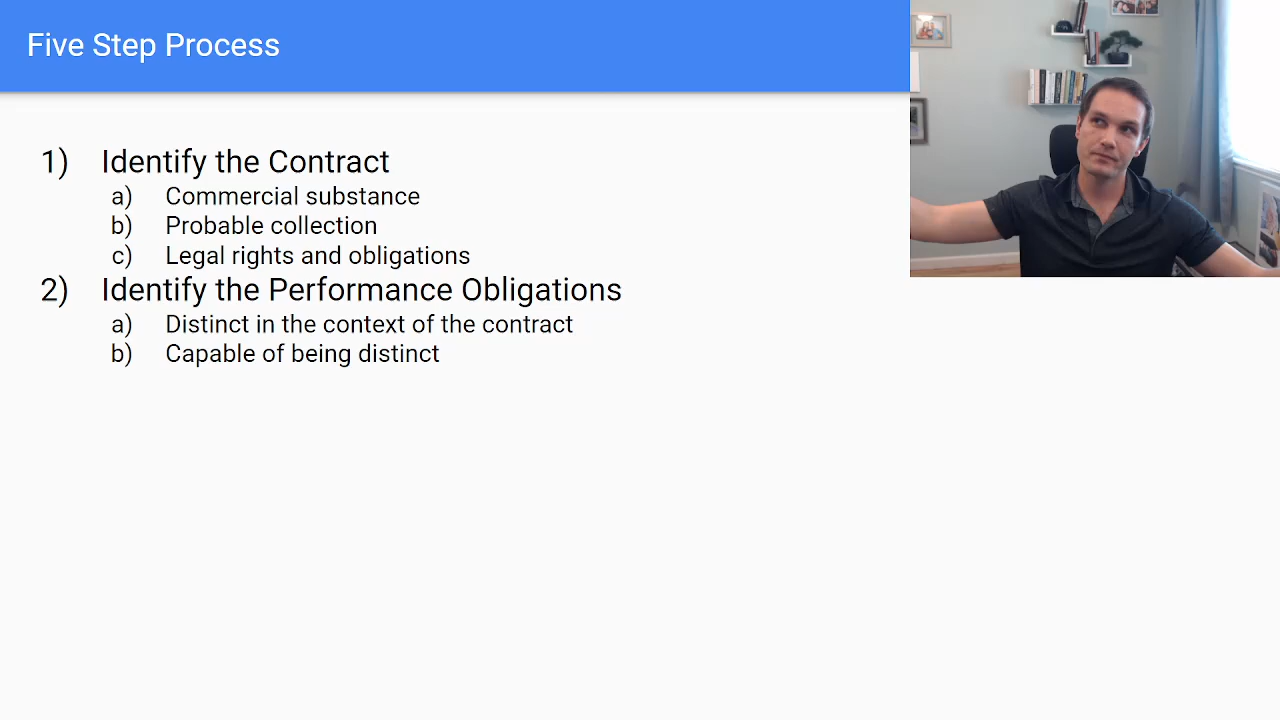 Five Step Process
1) Identify the Contract
a) Commercial substance
b) Probable collection
c) Legal rights and obligations
2) Identify the Performance Obligations
a) Distinct in the context of the contract
b) Capable of being distinct